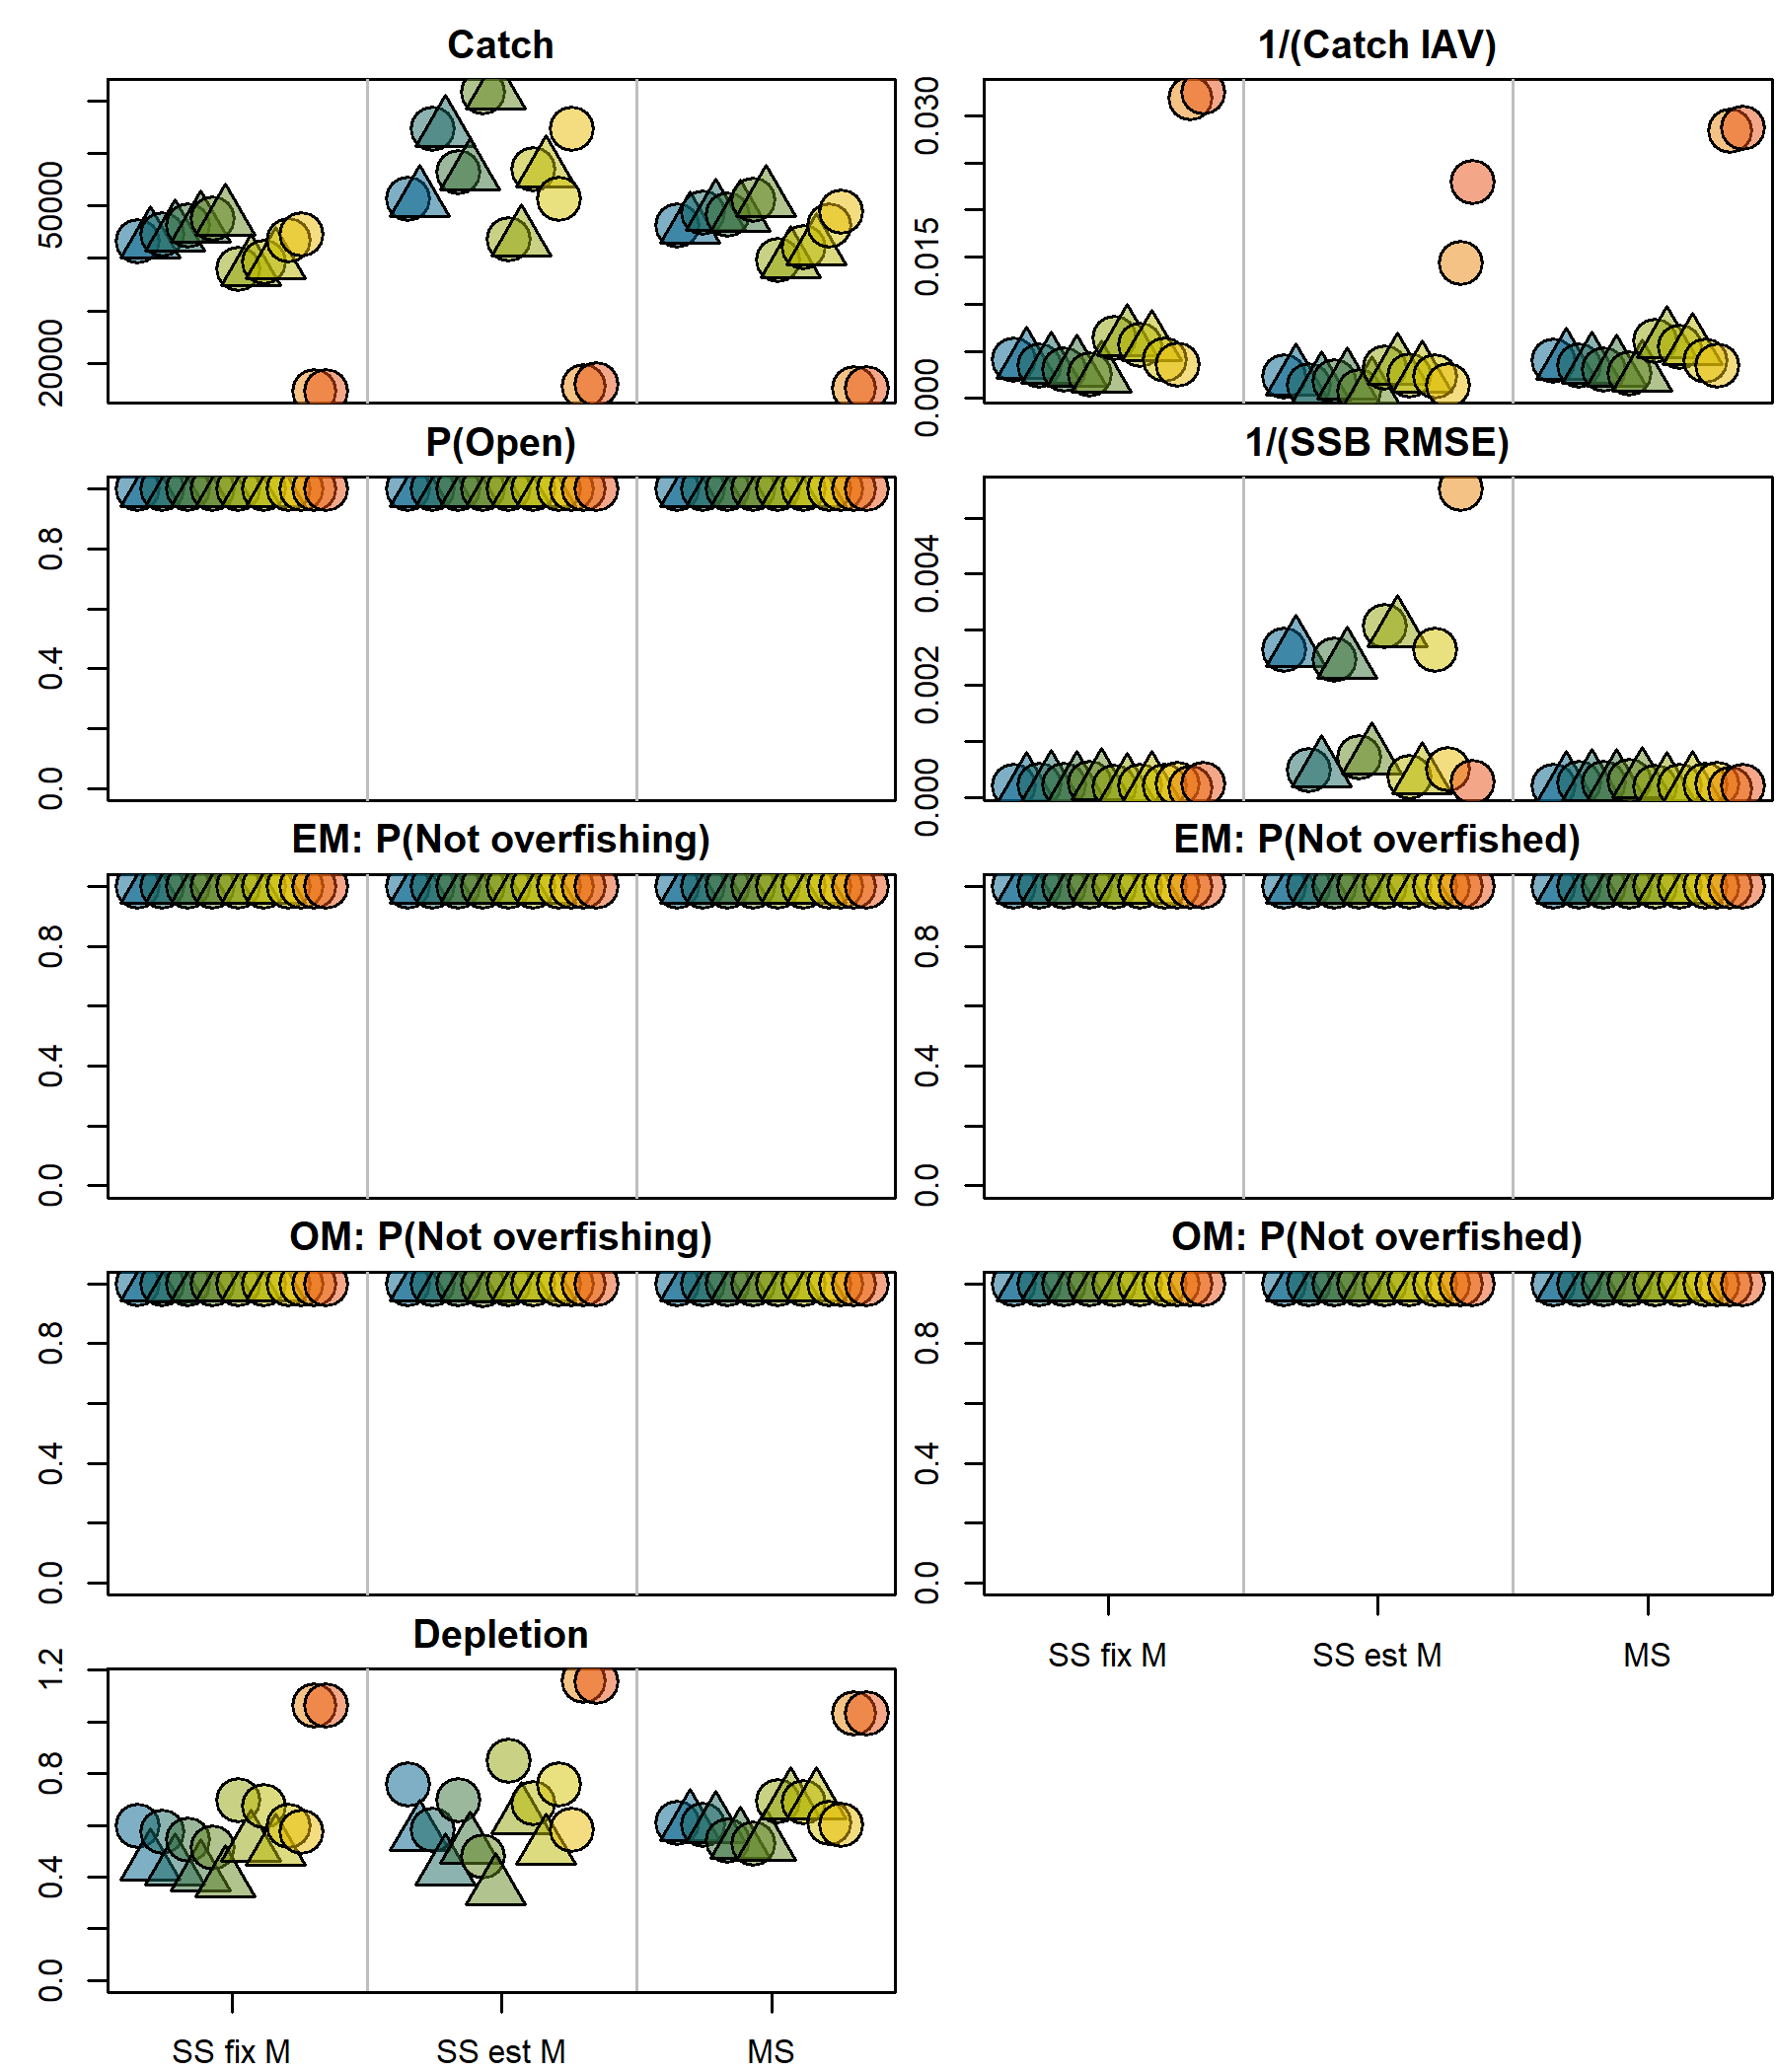 Catch
1/(Catch IAV)
50000
20000
0.030
0.015
0.000
P(Open)
1/(SSB RMSE)
0.8
0.4
0.0
0.004
0.002
0.000
EM: P(Not overfishing)
EM: P(Not overfished)
0.8
0.4
0.0
0.8
0.4
0.0
OM: P(Not overfishing)
OM: P(Not overfished)
0.8
0.4
0.0
0.8
0.4
0.0
SS fix M SS est M MS
Depletion
1.2
0.8
0.4
0.0
SS fix M SS est M MS